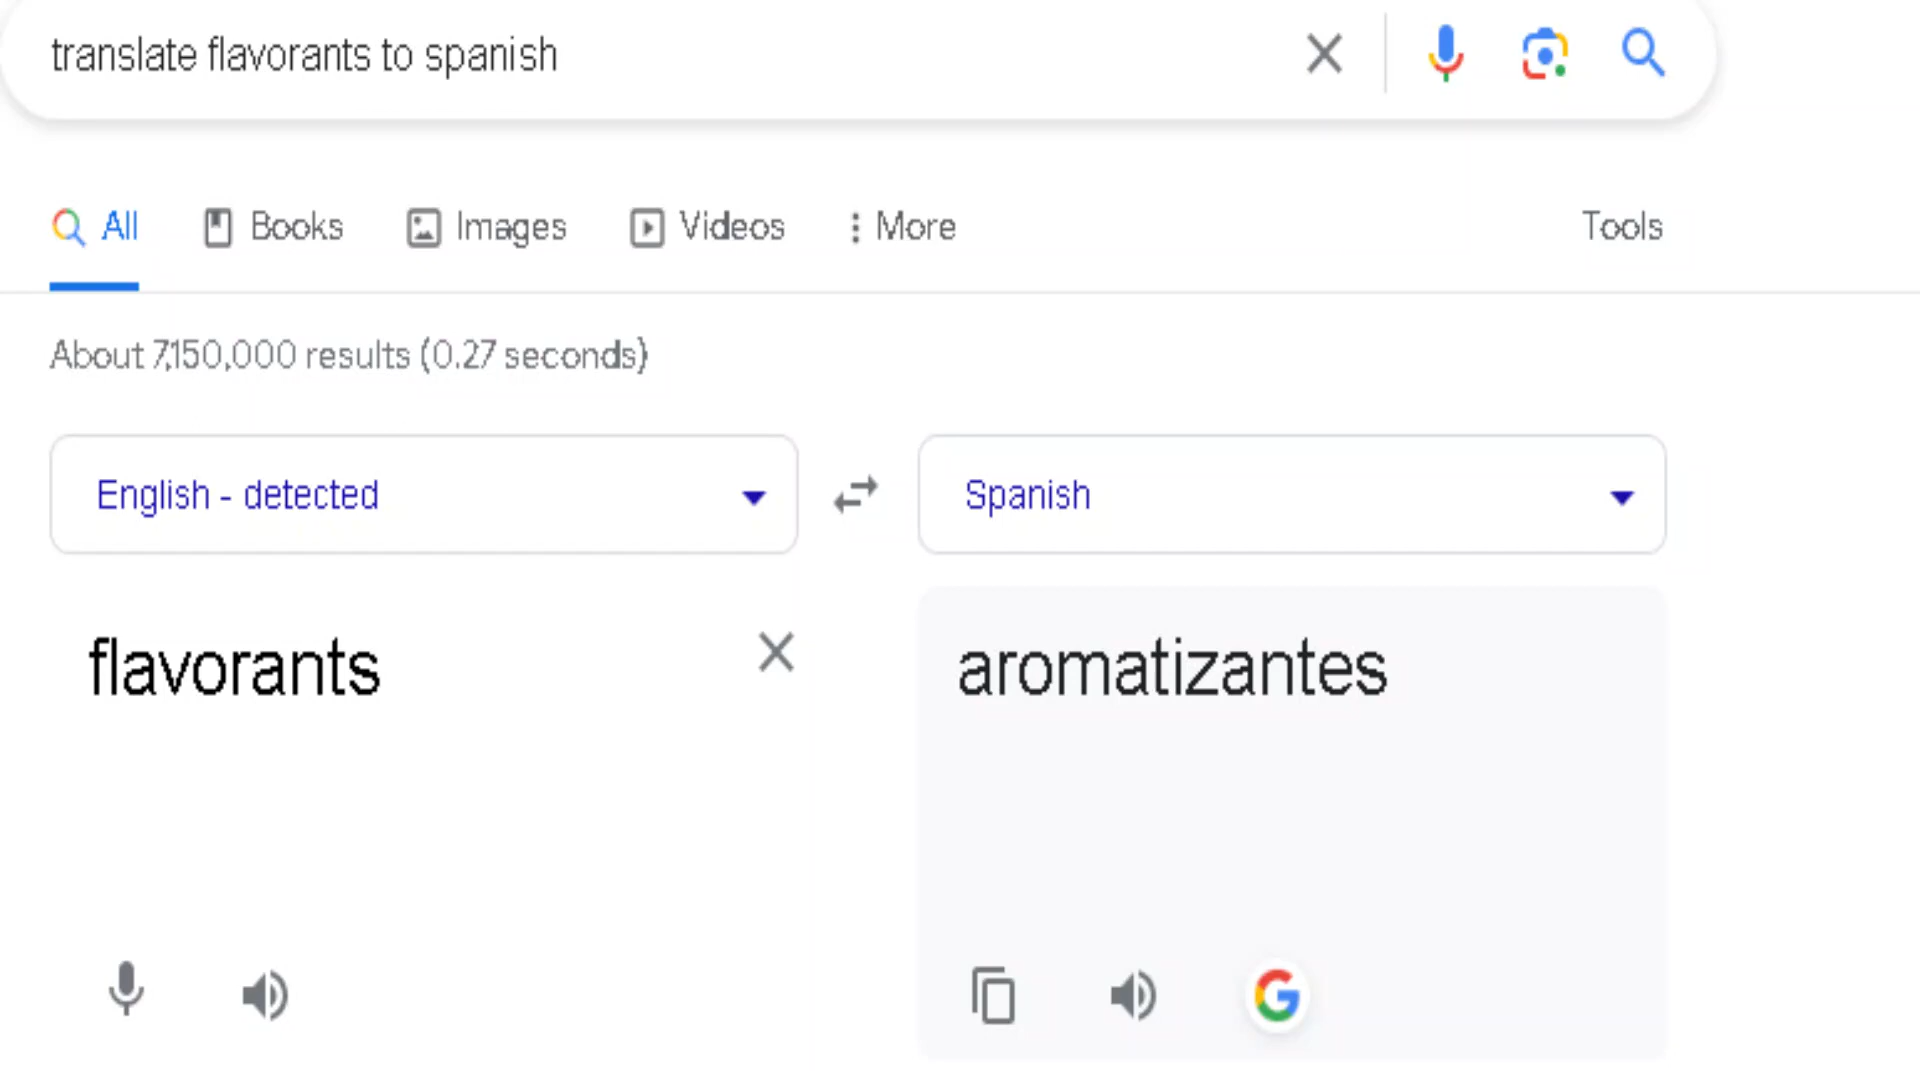 translate flavorants to spanish
All Books Images Videos More Tools
About 7,150,000 results (0.27 seconds)
English - detected Spanish
flavorants aromatizantes